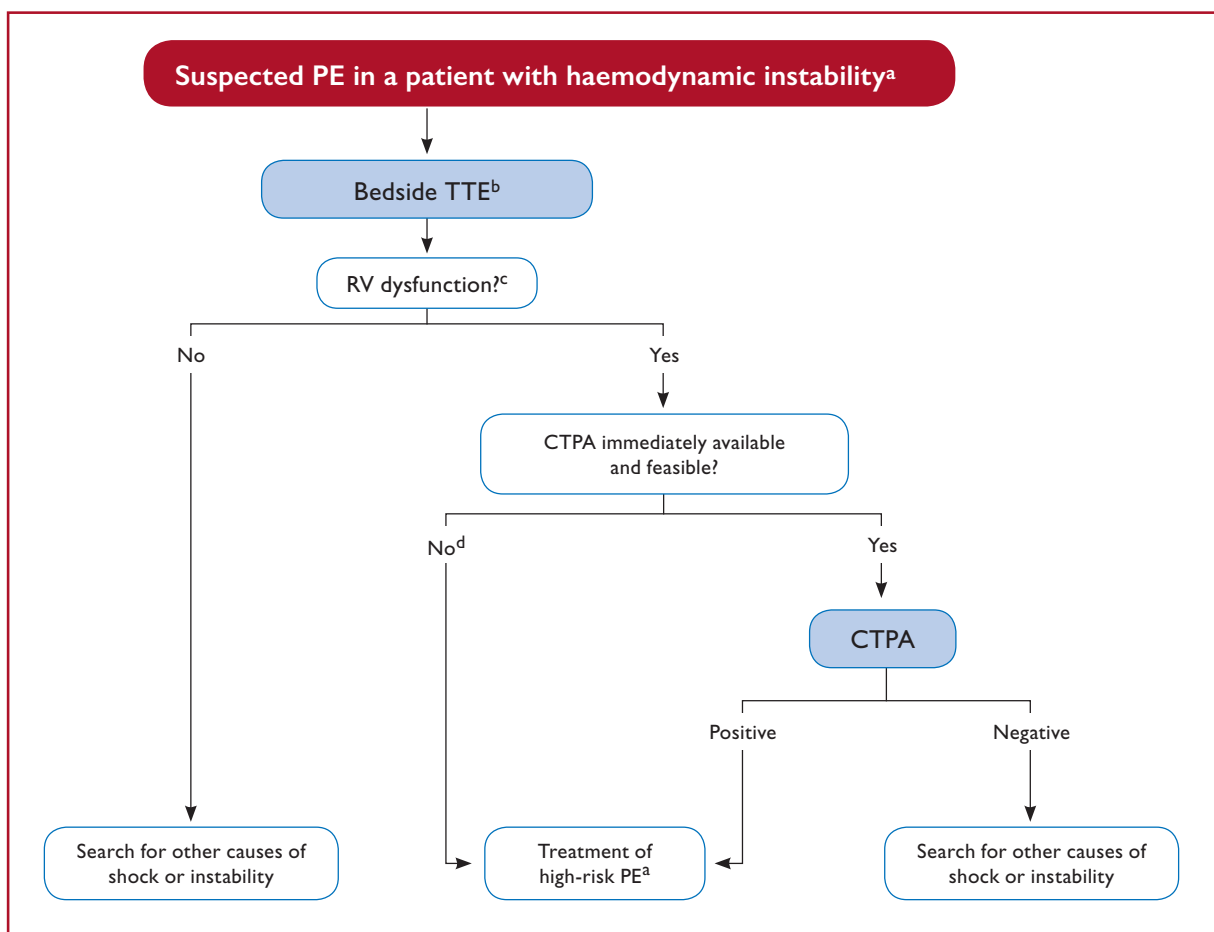 Suspected PE in a patient with haemodynamic instabilityᵃ
Bedside TTEᵇ
RV dysfunction?ᶜ
No
Yes
CTPA immediately available
and feasible?
Noᵈ
Yes
CTPA
Positive
Negative
Search for other causes of
shock or instability
Treatment of
high-risk PEᵃ
Search for other causes of
shock or instability